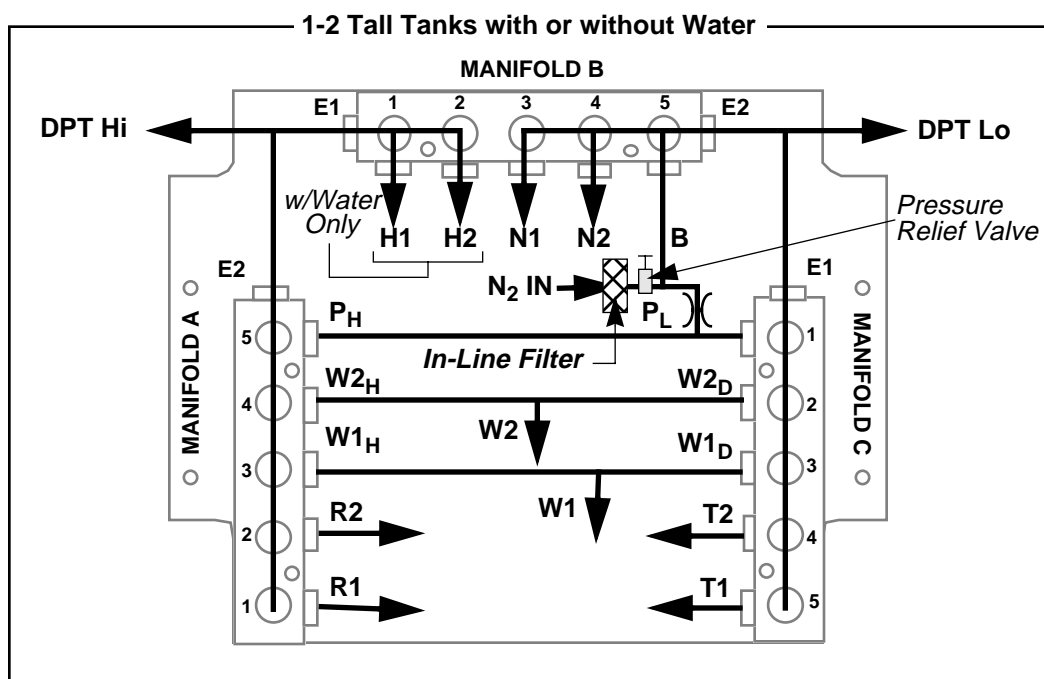 1-2 Tall Tanks with or without Water
MANIFOLD B
E1 1 2 3 4 5 E2
DPT Hi DPT Lo
w/Water
Only
H1 H2 N1 N2 B
Pressure
Relief Valve
E2 N2 IN E1
PH PL
In-Line Filter
MANIFOLD A
MANIFOLD C
5 1
W2H W2D
4 2
W2
W1H W1D
3 3
W1
R2 T2
2 4
R1 T1
1 5